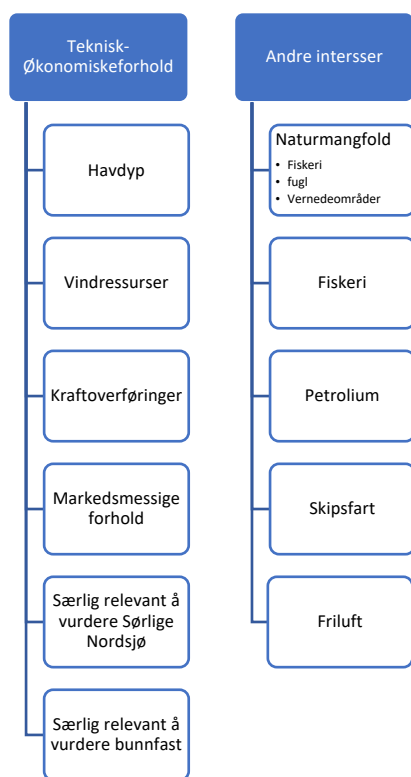 Teknisk-
Økonomiskeforhold
Havdyp
Vindressurser
Kraftoverføringer
Markedsmessige
forhold
Særlig relevant å
vurdere Sørlige
Nordsjø
Særlig relevant å
vurdere bunnfast
Andre intersser
Naturmangfold
• Fiskeri
• fugl
• Vernedeområder
Fiskeri
Petrolium
Skipsfart
Friluft